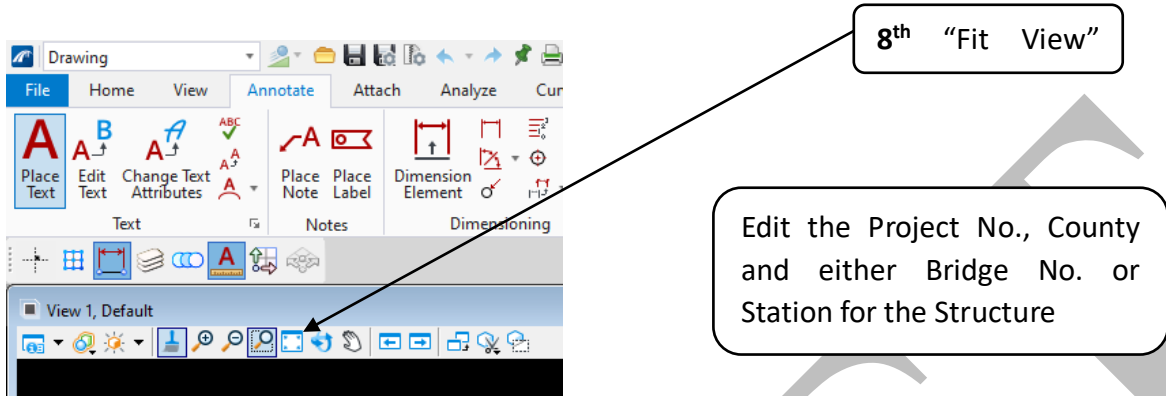 8th “Fit View”
Drawing
File Home View Annotate Attach Analyze Cur
A B A ABC A
Place Text Edit Text Change Text Attributes Place Note Place Label Dimension Element
Text Notes Dimensioning
A
View 1, Default
Edit the Project No., County
and either Bridge No. or
Station for the Structure